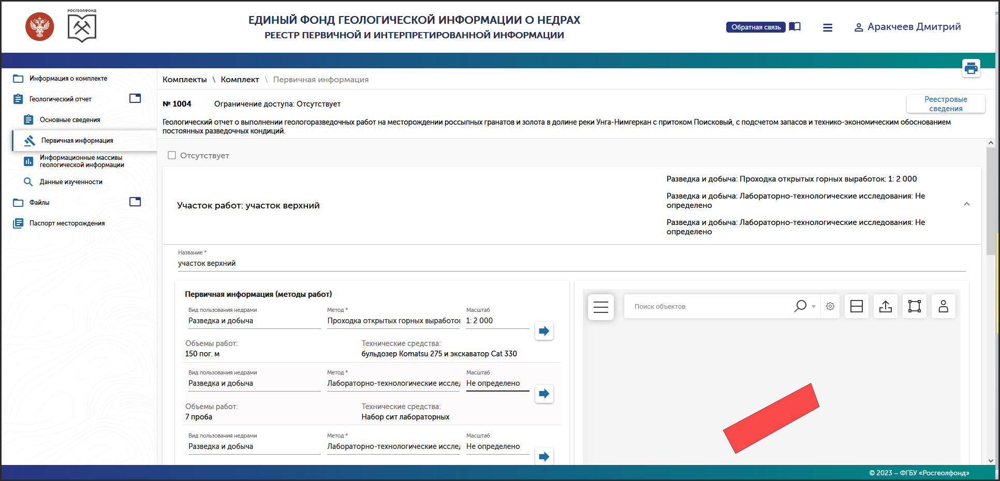 РОСГЕОЛФОНД
ЕДИНЫЙ ФОНД ГЕОЛОГИЧЕСКОЙ ИНФОРМАЦИИ О НЕДРАХ
РЕЕСТР ПЕРВИЧНОЙ И ИНТЕРПРЕТИРОВАННОЙ ИНФОРМАЦИИ
Обратная связь
Аракчеев Дмитрий
Информация о комплекте
Геологический отчет
Основные сведения
Первичная информация
Информационные массивы
геологической информации
Данные изученности
Файлы
Паспорт месторождения
Комплекты \ Комплект \ Первичная информация
№ 1004 Ограничение доступа: Отсутствует
Реестровые
сведения
Геологический отчет о выполнении геологоразведочных работ на месторождении россыпных гранатов и золота в долине реки Унга-Нимгеркан с притоком Поисковый, с подсчетом запасов и технико-экономическим обоснованием
постоянных разведочных кондиций.
Отсутствует
Участок работ: участок верхний
Разведка и добыча: Проходка открытых горных выработок: 1: 2 000
Разведка и добыча: Лабораторно-технологические исследования: Не
определено
Разведка и добыча: Лабораторно-технологические исследования: Не
определено
Название *
участок верхний
Первичная информация (методы работ)
Вид пользования недрами Метод * Масштаб
Разведка и добыча Проходка открытых горных выработок 1: 2 000
Объемы работ: Технические средства:
150 пог. м бульдозер Komatsu 275 и экскаватор Cat 330
Вид пользования недрами Метод * Масштаб
Разведка и добыча Лабораторно-технологические исслед Не определено
Объемы работ: Технические средства:
7 проба Набор сит лабораторных
Вид пользования недрами Метод * Масштаб
Разведка и добыча Лабораторно-технологические исслед Не определено
Поиск объектов
© 2023 – ФГБУ «Росгеолфонд»